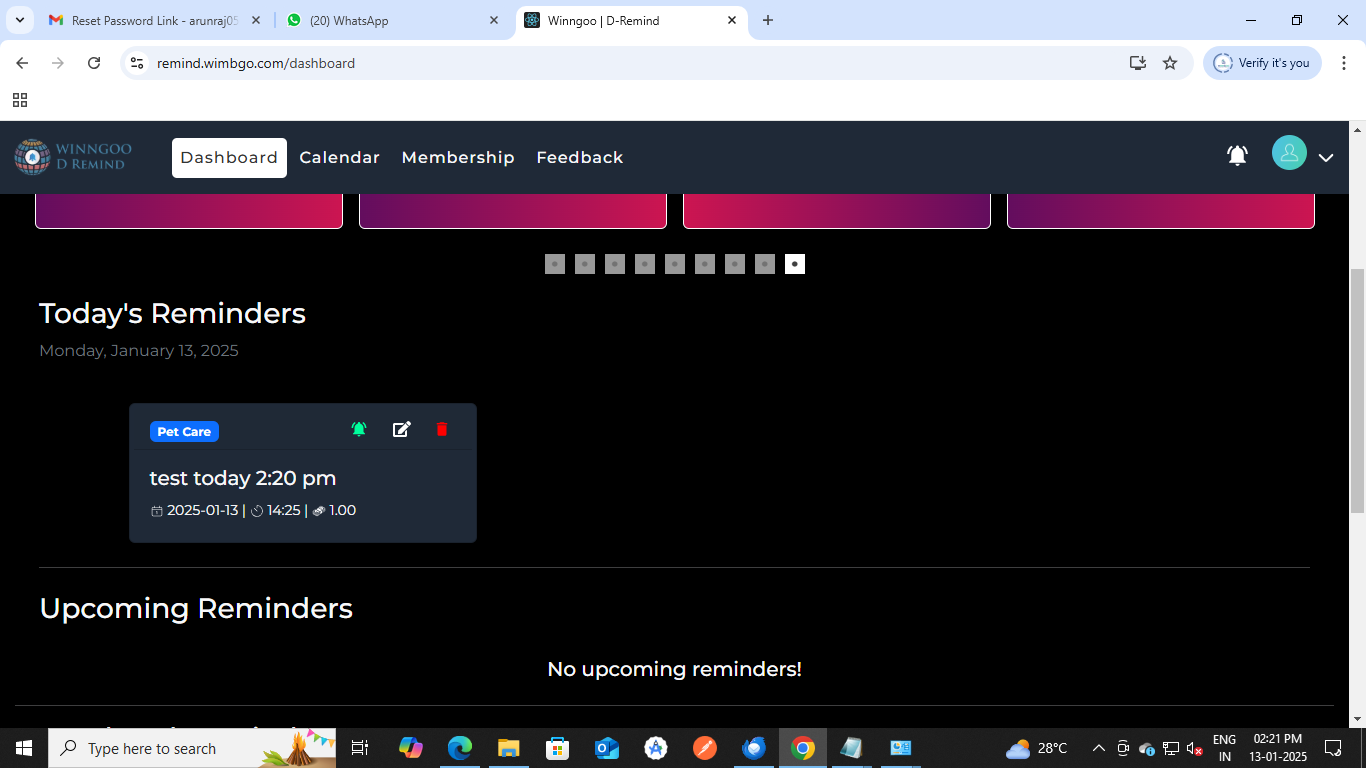 Reset Password Link - arunraj05
(20) WhatsApp
Winngoo | D-Remind
remind.wimbgo.com/dashboard
Verify it's you
WINNGOO
D REMIND
Dashboard
Calendar
Membership
Feedback
Today's Reminders
Monday, January 13, 2025
Pet Care
test today 2:20 pm
2025-01-13 | 14:25 | 1.00
Upcoming Reminders
No upcoming reminders!
Type here to search
28°C
ENG
IN
02:21 PM
13-01-2025